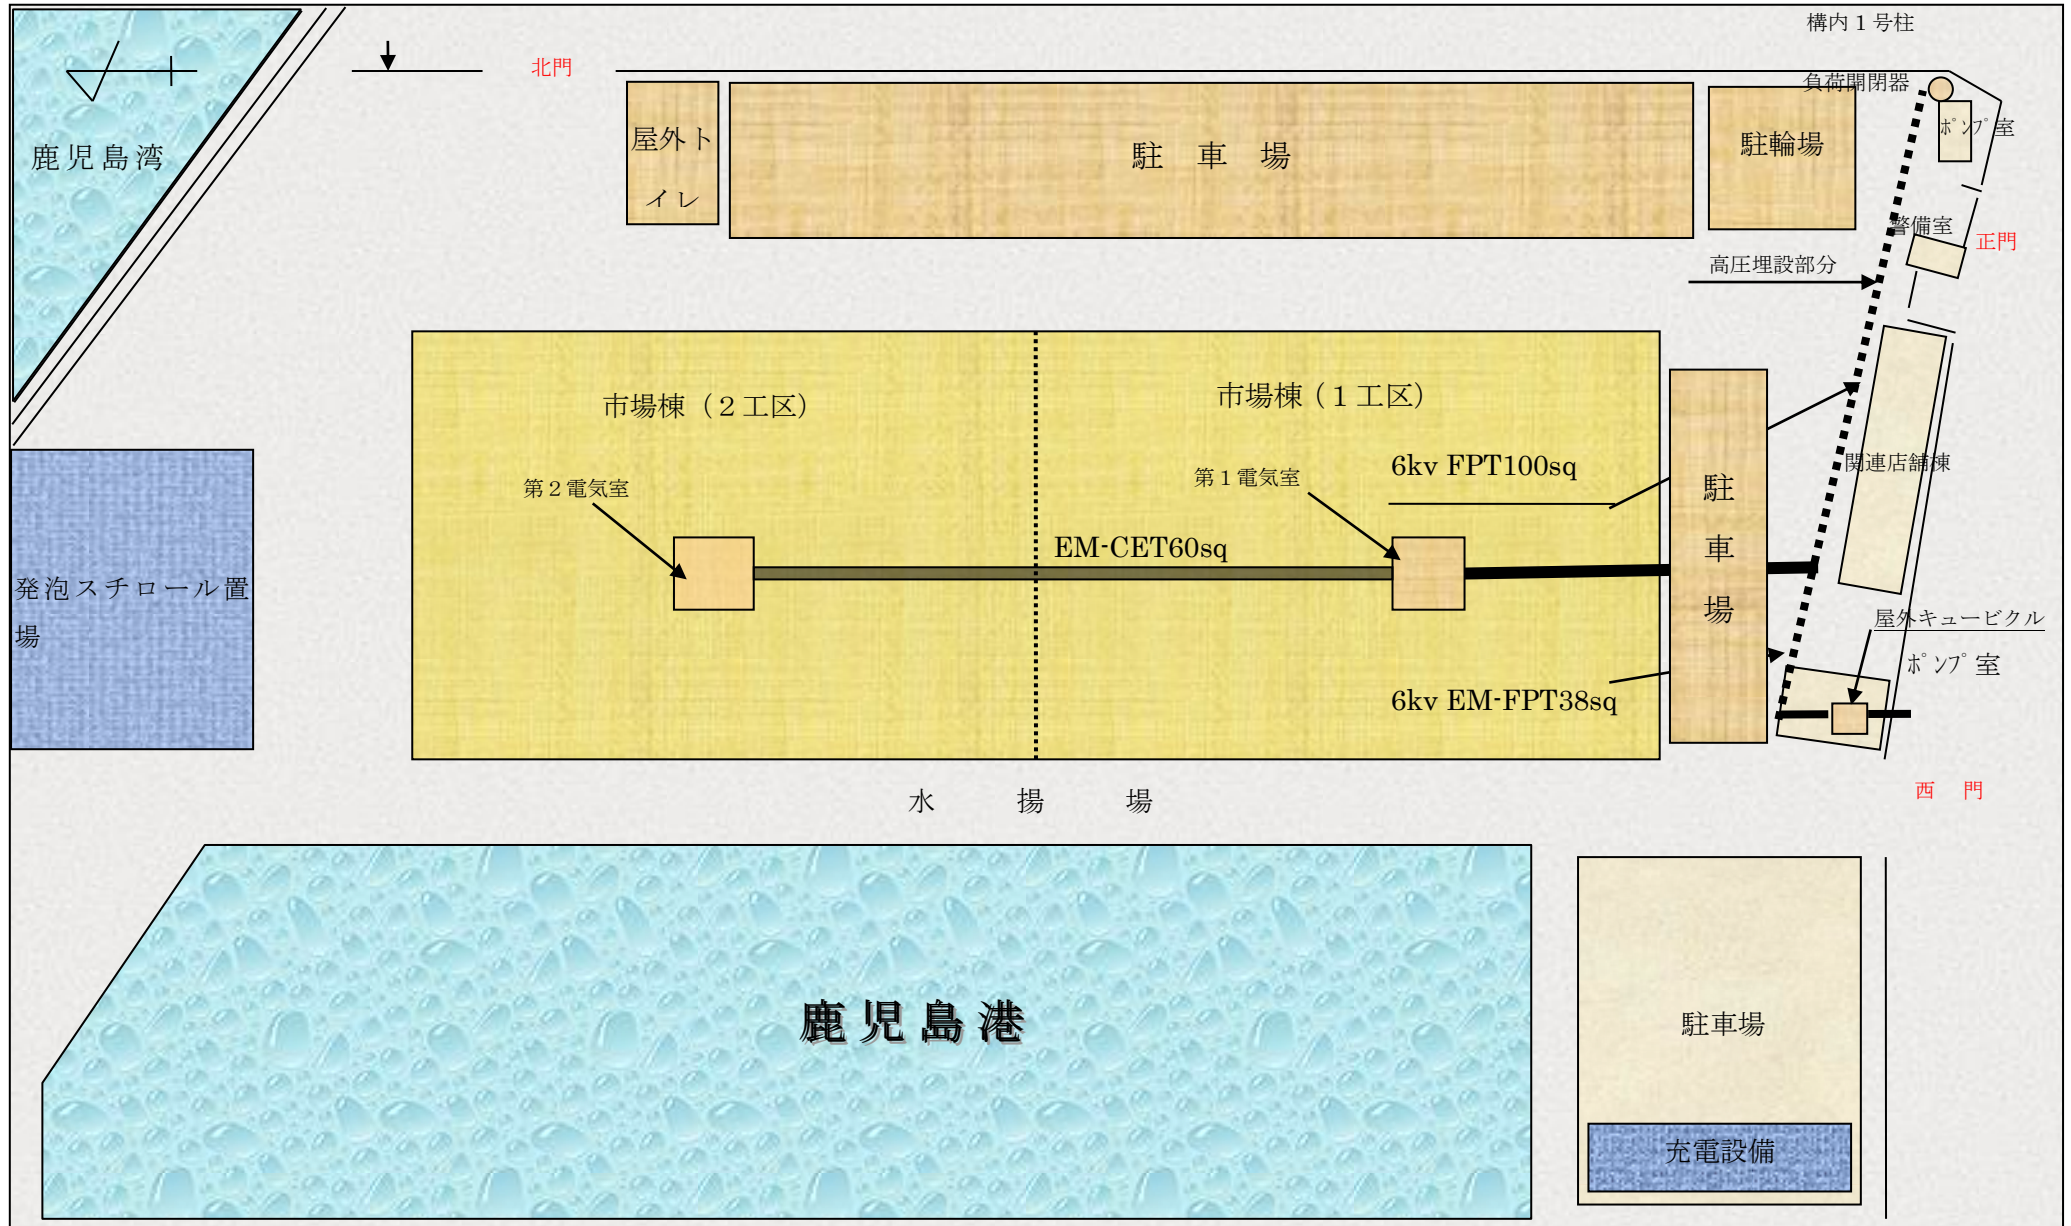 構内１号柱
北門
負荷開閉器
ﾎﾟﾝﾌﾟ室
鹿児島湾
屋外ト
イレ
駐　車　場
駐輪場
警備室
正門
高圧埋設部分
市場棟（２工区）
市場棟（１工区）
6kv FPT100sq
関連店舗棟
第２電気室
第１電気室
駐
車
場
EM-CET60sq
発泡スチロール置
場
屋外キュービクル
ﾎﾟﾝﾌﾟ室
6kv EM-FPT38sq
西　門
水　揚　場
鹿児島港
駐車場
充電設備